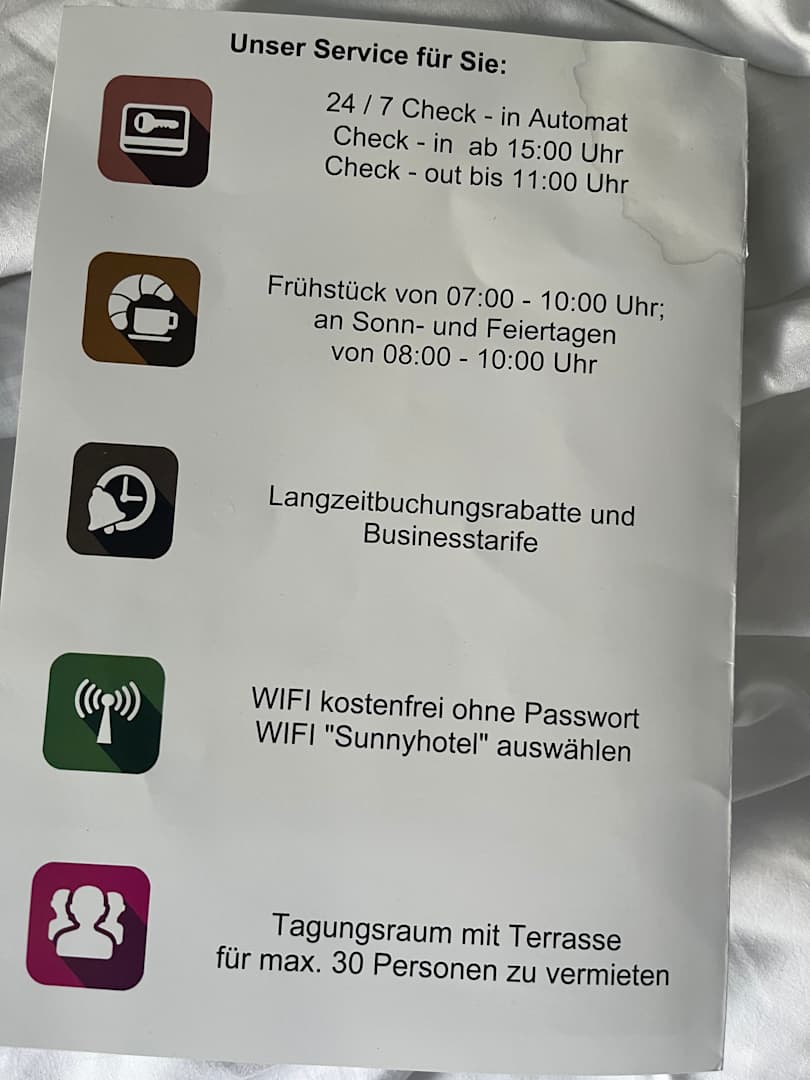 Unser Service für Sie:
24 / 7 Check - in Automat
Check - in ab 15:00 Uhr
Check - out bis 11:00 Uhr
Frühstück von 07:00 - 10:00 Uhr;
an Sonn- und Feiertagen
von 08:00 - 10:00 Uhr
Langzeitbuchungsrabatte und
Businesstarife
WIFI kostenfrei ohne Passwort
WIFI "Sunnyhotel" auswählen
Tagungsraum mit Terrasse
für max. 30 Personen zu vermieten